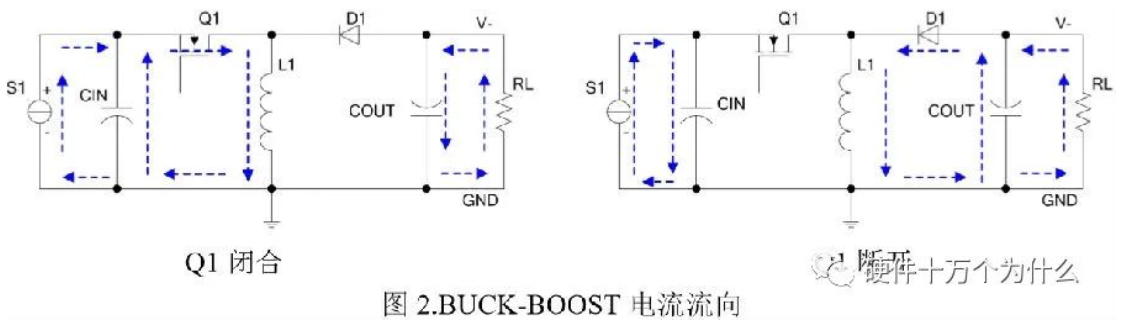 Q1
D1
V-
S1
+
-
CIN
L1
COUT
RL
GND
Q1 闭合
Q1
D1
V-
S1
+
-
CIN
L1
COUT
RL
GND
断开
硬件十万个为什么
图 2.BUCK-BOOST 电流流向